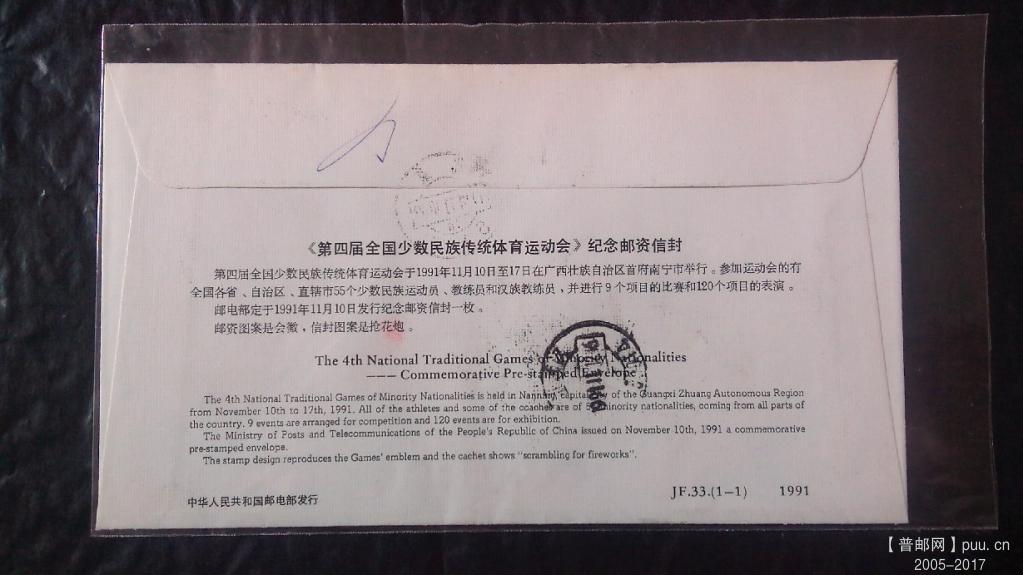 《第四届全国少数民族传统体育运动会》纪念邮资信封
第四届全国少数民族传统体育运动会于1991年11月10日至17日在广西壮族自治区首府南宁市举行。参加运动会的有
全国各省、自治区、直辖市55个少数民族运动员、教练员和汉族教练员，并进行9个项目的比赛和120个项目的表演。
邮电部定于1991年11月10日发行纪念邮资信封一枚。
邮资图案是会徽，信封图案是抢花炮。
The 4th National Traditional Games of Minority Nationalities
—— Commemorative Pre-stamped Envelope
The 4th National Traditional Games of Minority Nationalities is held in Nanning, capital city of the Guangxi Zhuang Autonomous Region
from November 10th to 17th, 1991. All of the athletes and some of the coaches are of minority nationalities, coming from all parts of
the country. 9 events are arranged for competition and 120 events are for exhibition.
The Ministry of Posts and Telecommunications of the People's Republic of China issued on November 10th, 1991 a commemorative
pre-stamped envelope.
The stamp design reproduces the Games' emblem and the cachet shows "scrambling for fireworks".
中华人民共和国邮电部发行
JF.33.(1-1) 1991
【普邮网】puu.cn
2005-2017